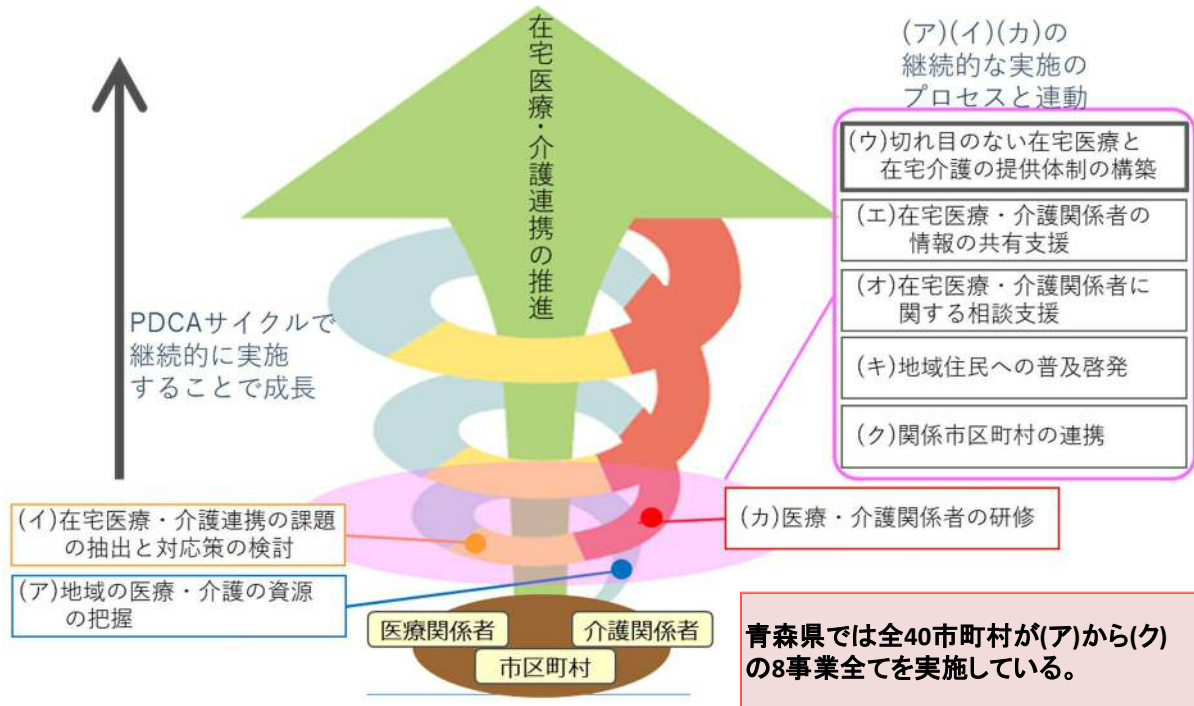 在宅医療・介護連携の推進
PDCAサイクルで
継続的に実施
することで成長
(ア)(イ)(カ)の
継続的な実施の
プロセスと連動
(ウ)切れ目のない在宅医療と
在宅介護の提供体制の構築
(エ)在宅医療・介護関係者の
情報の共有支援
(オ)在宅医療・介護関係者に
関する相談支援
(キ)地域住民への普及啓発
(ク)関係市区町村の連携
(イ)在宅医療・介護連携の課題
の抽出と対応策の検討
(カ)医療・介護関係者の研修
(ア)地域の医療・介護の資源
の把握
医療関係者
介護関係者
市区町村
青森県では全40市町村が(ア)から(ク)
の8事業全てを実施している。